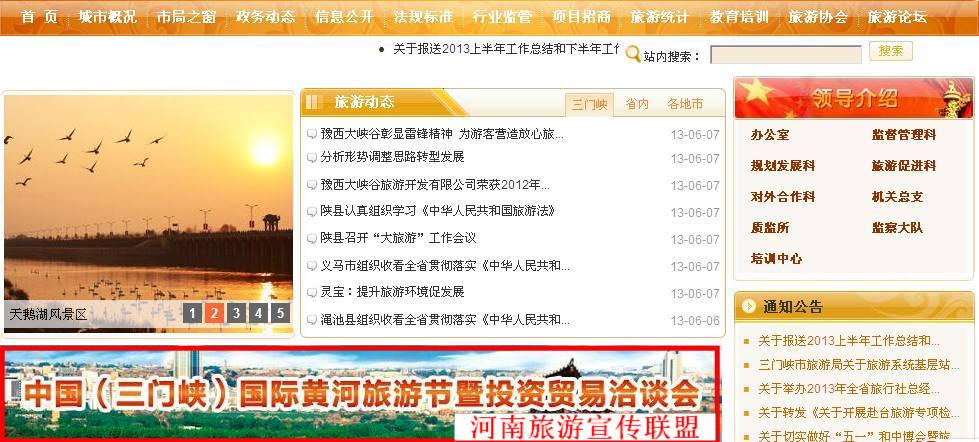 首 页 城市概况 市局之窗 政务动态 信息公开 法规标准 行业监管 项目招商 旅游统计 教育培训 旅游协会 旅游论坛
关于报送2013上半年工作总结和下半年工作 站内搜索： 搜索
旅游动态 三门峡 省内 各地市
豫西大峡谷彰显雷锋精神 为游客营造放心旅... 13-06-07
分析形势调整思路转型发展 13-06-07
豫西大峡谷旅游开发有限公司荣获2012年... 13-06-07
陕县认真组织学习《中华人民共和国旅游法》 13-06-07
陕县召开“大旅游”工作会议 13-06-07
义马市组织收看全省贯彻落实《中华人民共和... 13-06-07
灵宝：提升旅游环境促发展 13-06-07
渑池县组织收看全省贯彻落实《中华人民共和... 13-06-06
天鹅湖风景区 1 2 3 4 5
领导介绍
办公室 监督管理科
规划发展科 旅游促进科
对外合作科 机关总支
质监所 监察大队
培训中心
通知公告
关于报送2013上半年工作总结和...
三门峡市旅游局关于旅游系统基层站...
关于举办2013年全省旅行社总经...
关于转发《关于开展赴台旅游专项检...
关于切实做好“五一”和中博会暨旅...
中国（三门峡）国际黄河旅游节暨投资贸易洽谈会
河南旅游宣传联盟